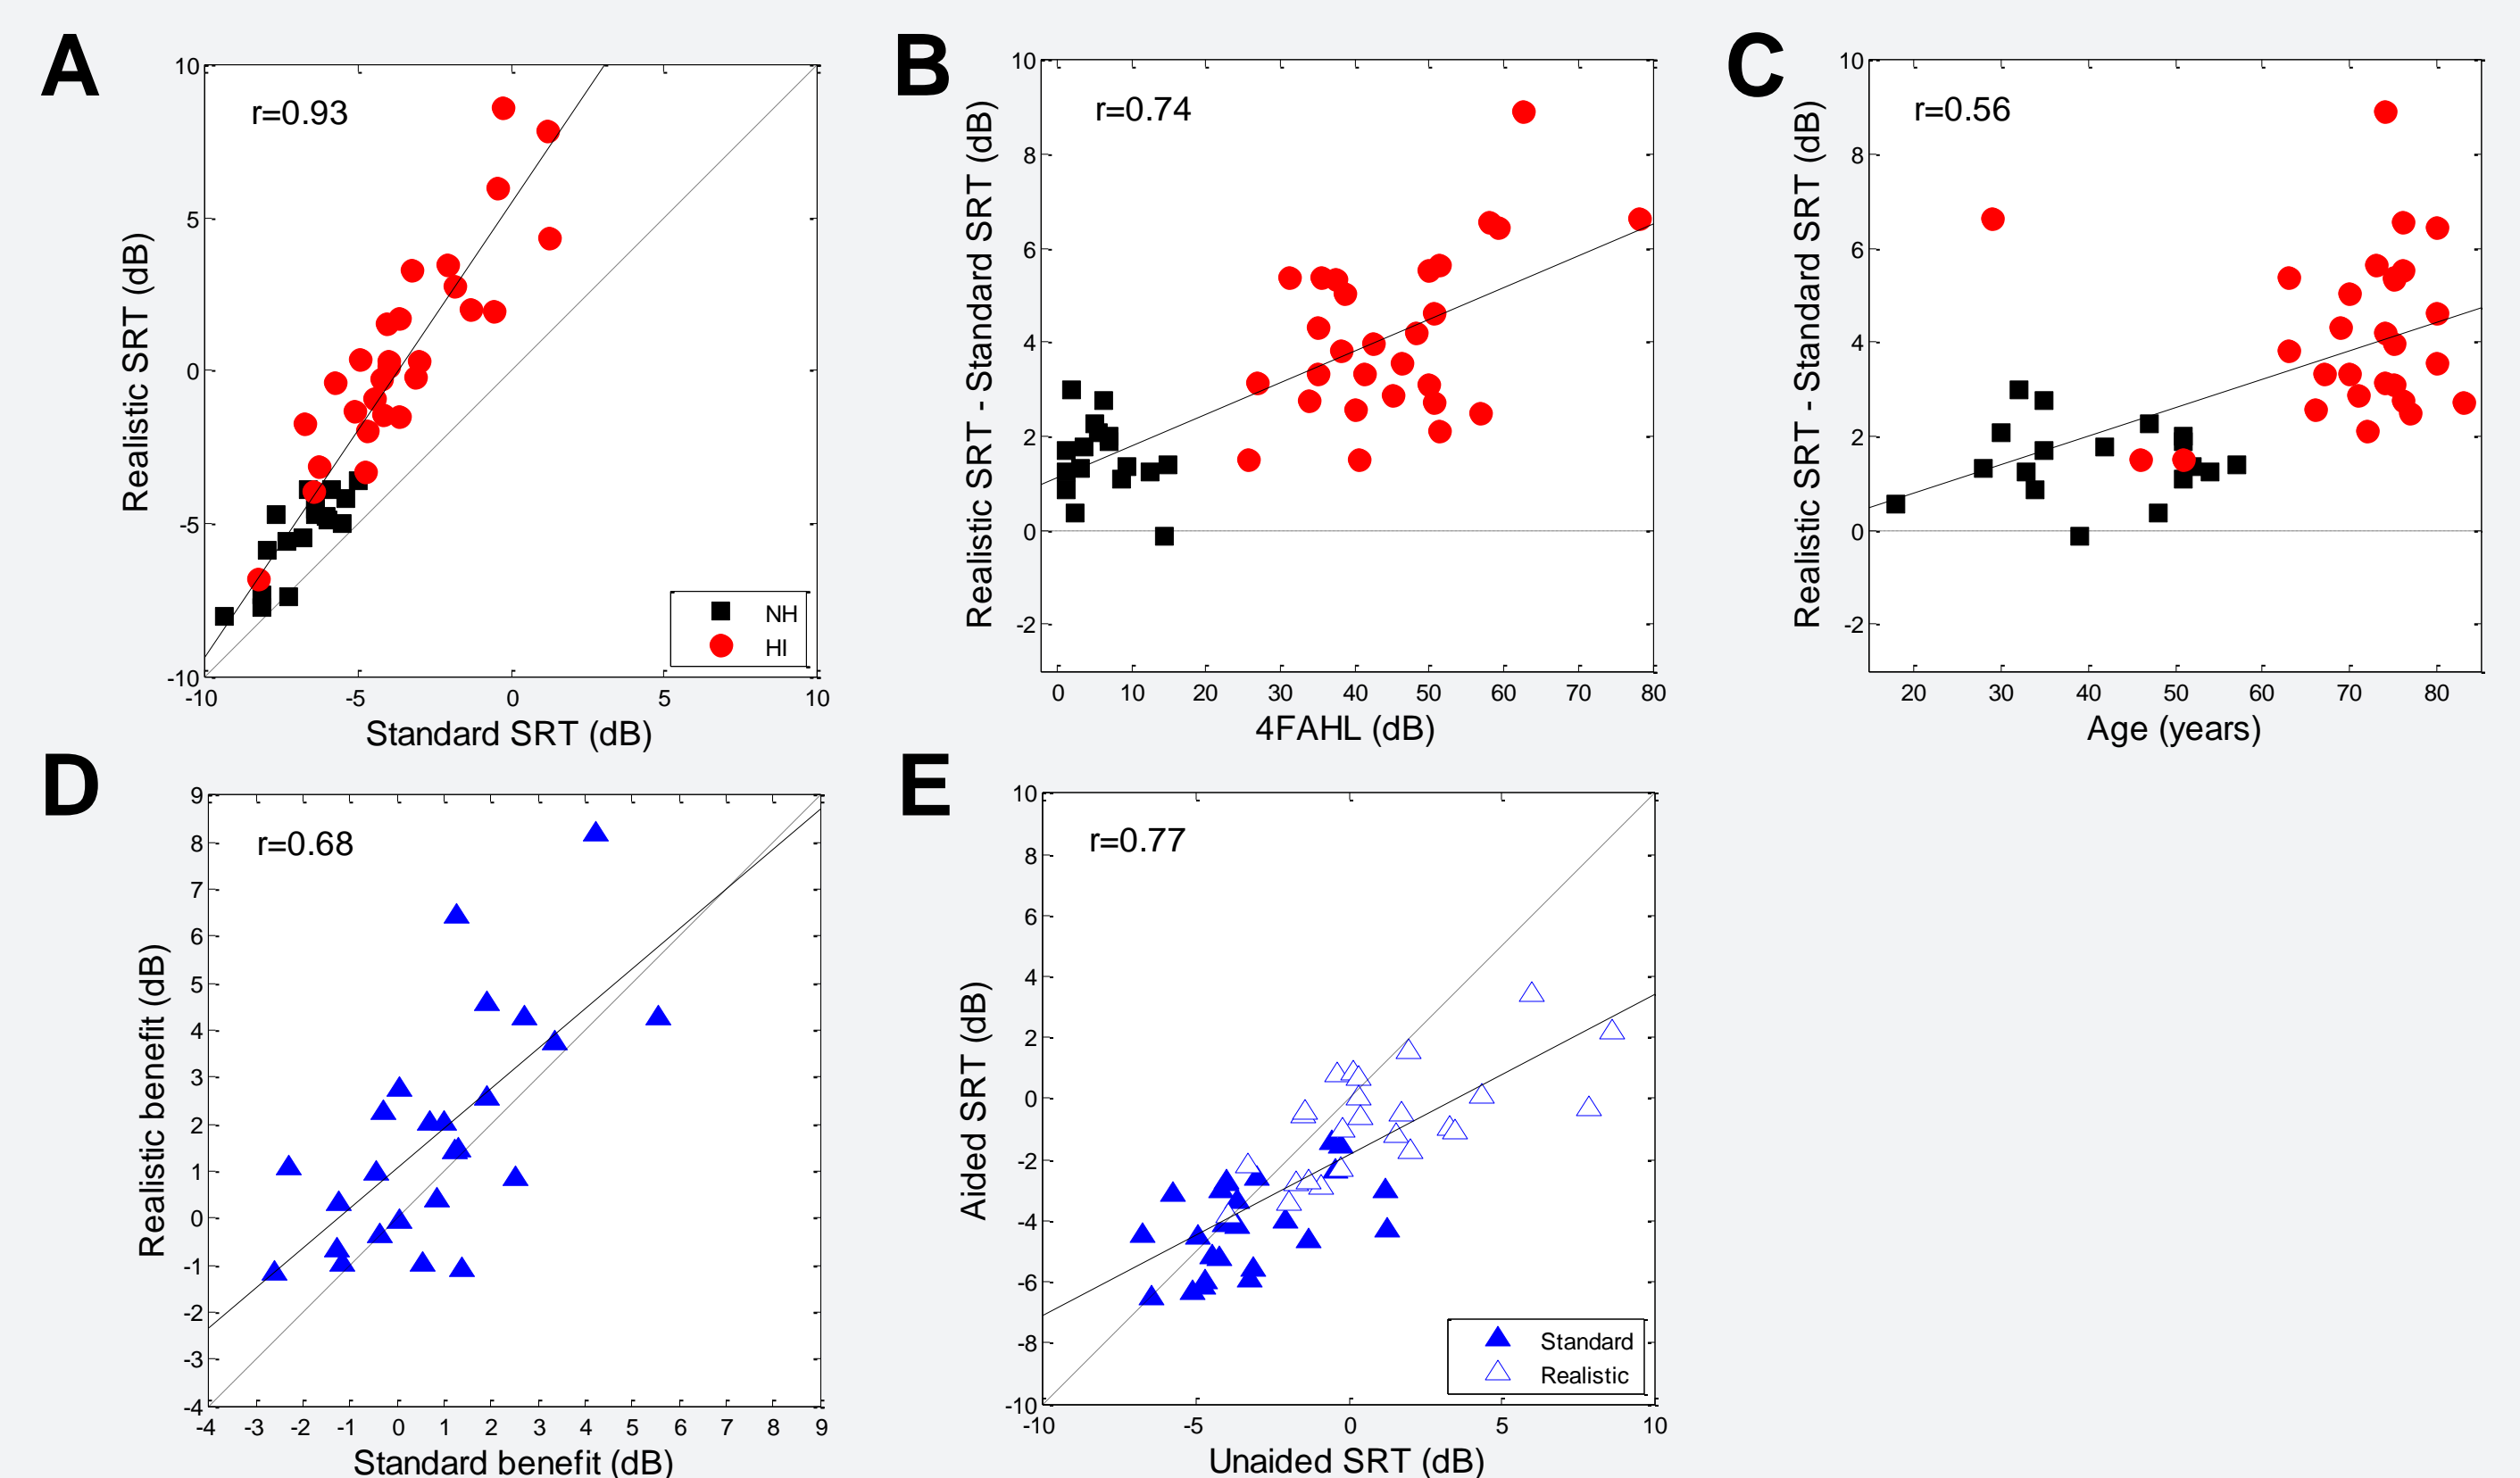 A
r=0.93
10
5
0
-5
-10
-10 -5 0 5 10
Realistic SRT (dB)
Standard SRT (dB)
NH
HI
B
r=0.74
10
8
6
4
2
0
-2
0 10 20 30 40 50 60 70 80
Realistic SRT - Standard SRT (dB)
4FAHL (dB)
C
r=0.56
10
8
6
4
2
0
-2
20 30 40 50 60 70 80
Realistic SRT - Standard SRT (dB)
Age (years)
D
r=0.68
9
8
7
6
5
4
3
2
1
0
-1
-2
-3
-4
-4 -3 -2 -1 0 1 2 3 4 5 6 7 8 9
Realistic benefit (dB)
Standard benefit (dB)
E
r=0.77
10
8
6
4
2
0
-2
-4
-6
-8
-10
-10 -5 0 5 10
Aided SRT (dB)
Unaided SRT (dB)
Standard
Realistic